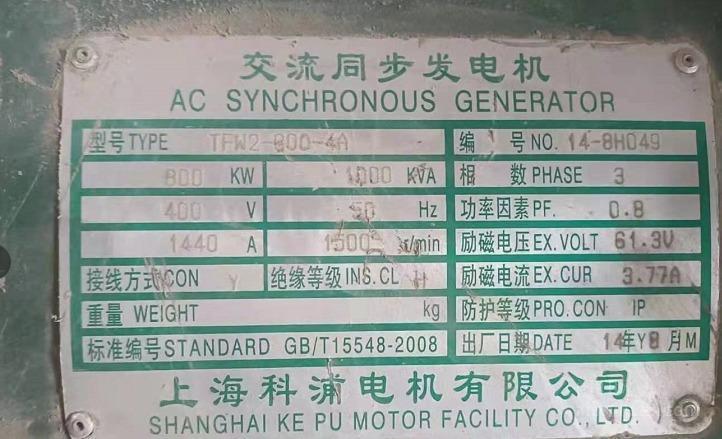 交流同步发电机
AC SYNCHRONOUS GENERATOR
型号TYPE TFW2-800-4A 编号NO. 14-8H049
800 KW 1000 KVA 相数PHASE 3
400 V 50 Hz 功率因素PF. 0.8
1440 A 1500 r/min 励磁电压EX.VOLT 61.3V
接线方式CON Y 绝缘等级INS.CL H 励磁电流EX.CUR 3.77A
重量 WEIGHT kg 防护等级PRO.CON IP
标准编号STANDARD GB/T15548-2008 出厂日期DATE 14年Y8月M
上海科浦电机有限公司
SHANGHAI KE PU MOTOR FACILITY CO., LTD.